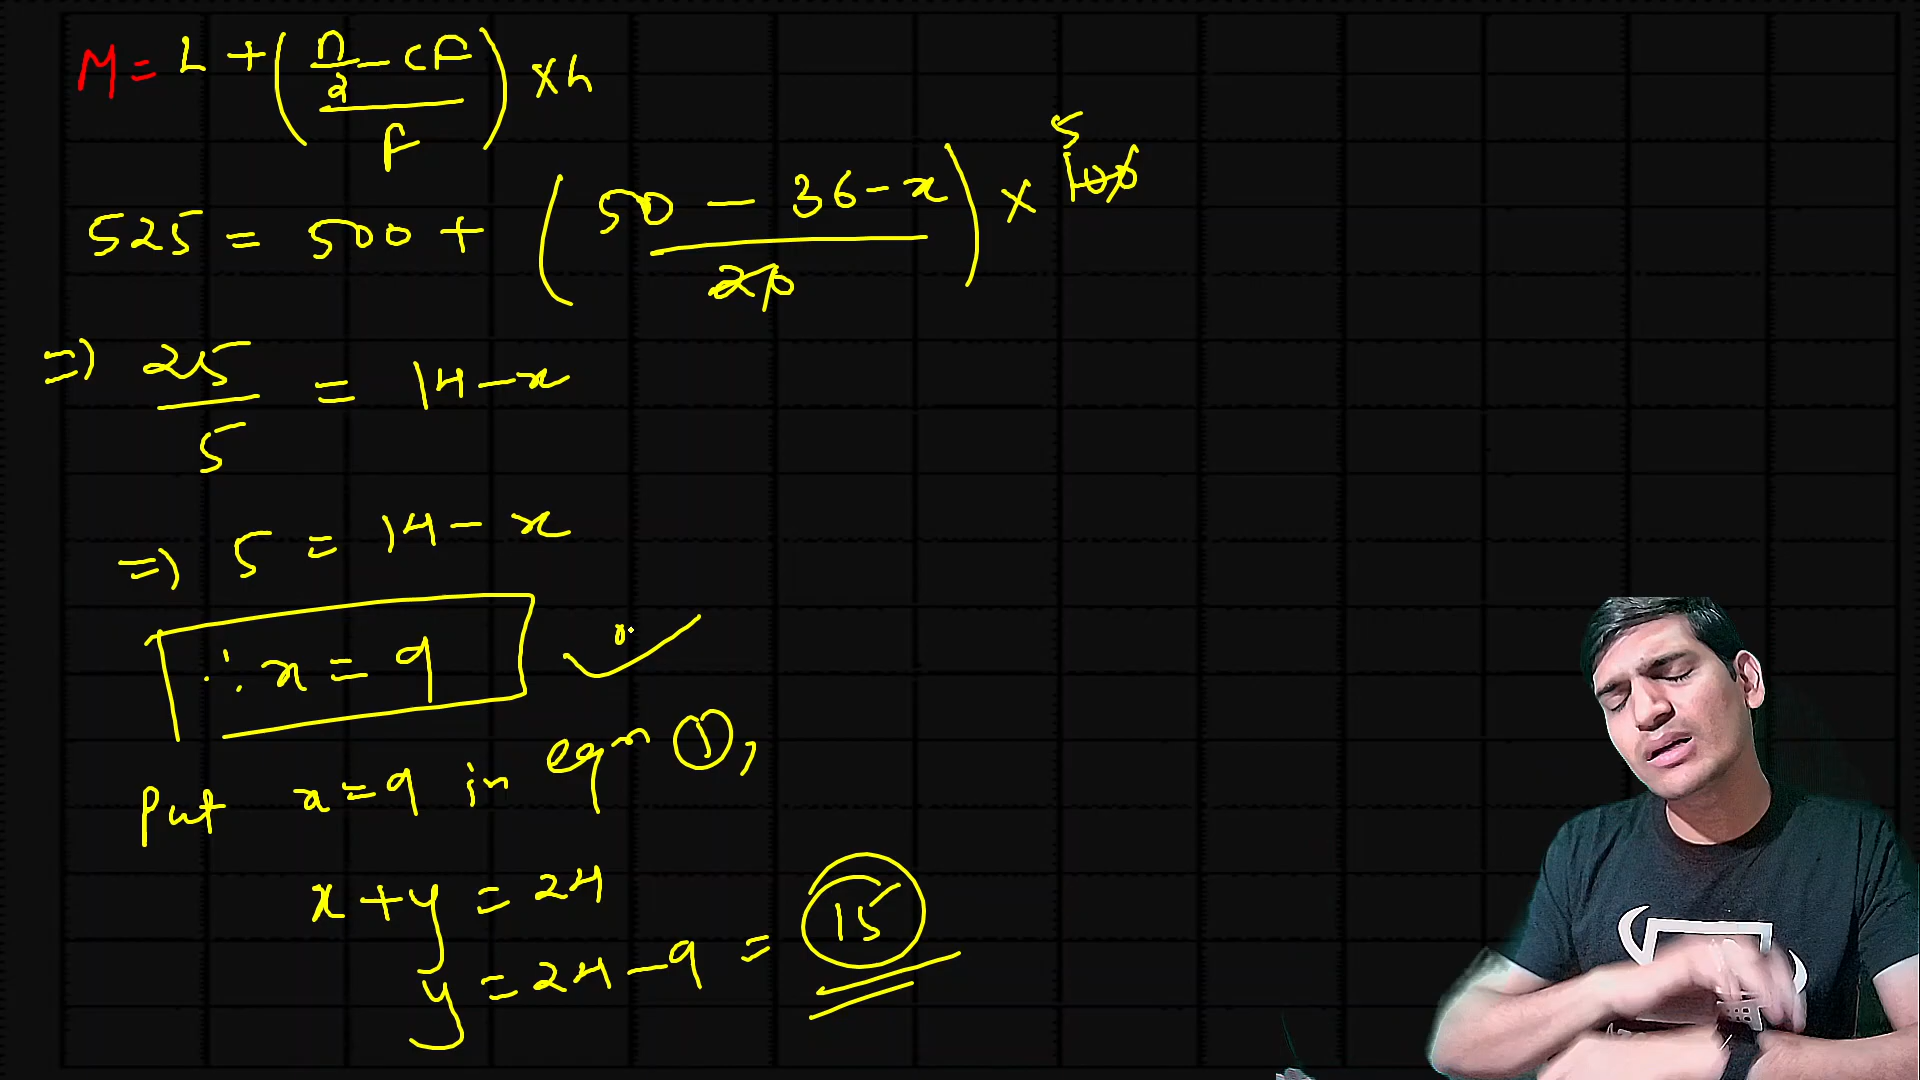 M = L + ( (n/2 - CF) / f ) × h
525 = 500 + ( (50 - 36 - x) / 20 ) × 100 5
=> 25/5 = 14 - x
=> 5 = 14 - x
∴ x = 9
Put x = 9 in eqn ①,
x + y = 24
y = 24 - 9 = 15